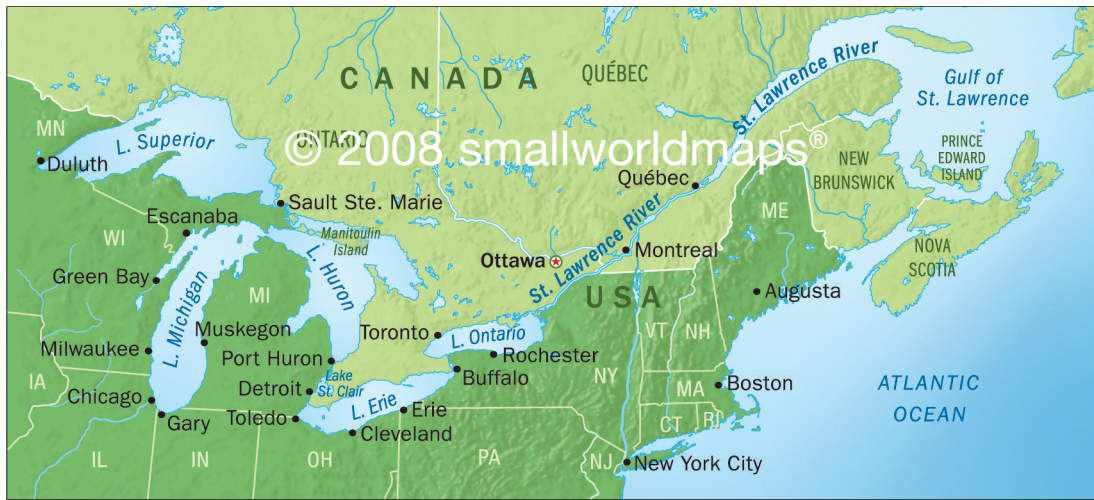 CANADA
QUÉBEC
St. Lawrence River
Gulf of
St. Lawrence
MN
L. Superior
ONTARIO
© 2008 smallworldmaps®
Duluth
PRINCE
EDWARD
ISLAND
NEW
BRUNSWICK
Québec
Sault Ste. Marie
Escanaba
ME
WI
Manitoulin
Island
St. Lawrence River
Montreal
NOVA
SCOTIA
Ottawa
Green Bay
L. Huron
L. Michigan
MI
USA
Augusta
Muskegon
Toronto
L. Ontario
VT
NH
Milwaukee
Port Huron
Rochester
IA
Lake
St. Clair
Buffalo
NY
Detroit
MA
Boston
ATLANTIC
OCEAN
Chicago
L. Erie
Erie
Gary
Toledo
CT
RI
Cleveland
IL
IN
OH
PA
NJ
New York City